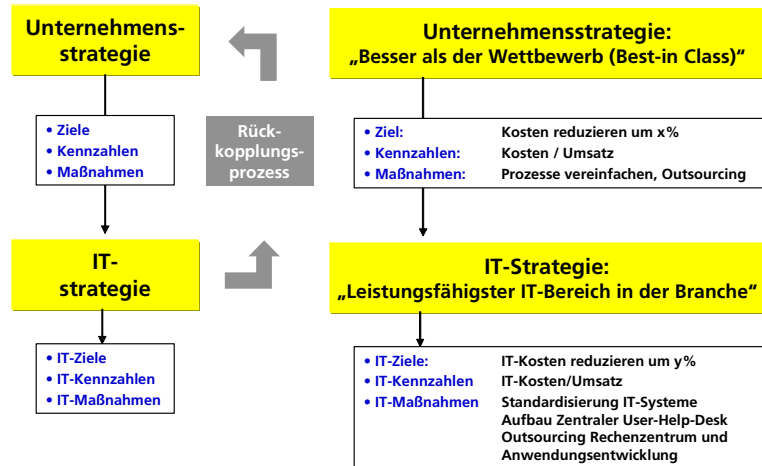 Unternehmens-
strategie
• Ziele
• Kennzahlen
• Maßnahmen
IT-
strategie
• IT-Ziele
• IT-Kennzahlen
• IT-Maßnahmen
Rück-
kopplungs-
prozess
Unternehmensstrategie:
„Besser als der Wettbewerb (Best-in Class)“
• Ziel: Kosten reduzieren um x%
• Kennzahlen: Kosten / Umsatz
• Maßnahmen: Prozesse vereinfachen, Outsourcing
IT-Strategie:
„Leistungsfähigster IT-Bereich in der Branche“
• IT-Ziele: IT-Kosten reduzieren um y%
• IT-Kennzahlen IT-Kosten/Umsatz
• IT-Maßnahmen Standardisierung IT-Systeme
Aufbau Zentraler User-Help-Desk
Outsourcing Rechenzentrum und
Anwendungsentwicklung